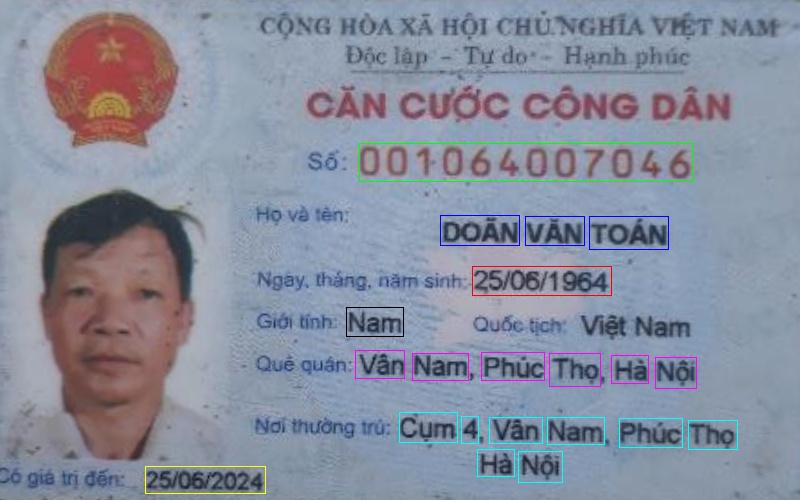 CỘNG HÒA XÃ HỘI CHỦ NGHĨA VIỆT NAM
Độc lập - Tự do - Hạnh phúc
CĂN CƯỚC CÔNG DÂN
Số: 001064007046
Họ và tên:
DOÃN VĂN TOÁN
Ngày, tháng, năm sinh: 25/06/1964
Giới tính: Nam Quốc tịch: Việt Nam
Quê quán: Vân Nam, Phúc Thọ, Hà Nội
Nơi thường trú: Cụm 4, Vân Nam, Phúc Thọ
Hà Nội
Có giá trị đến: 25/06/2024